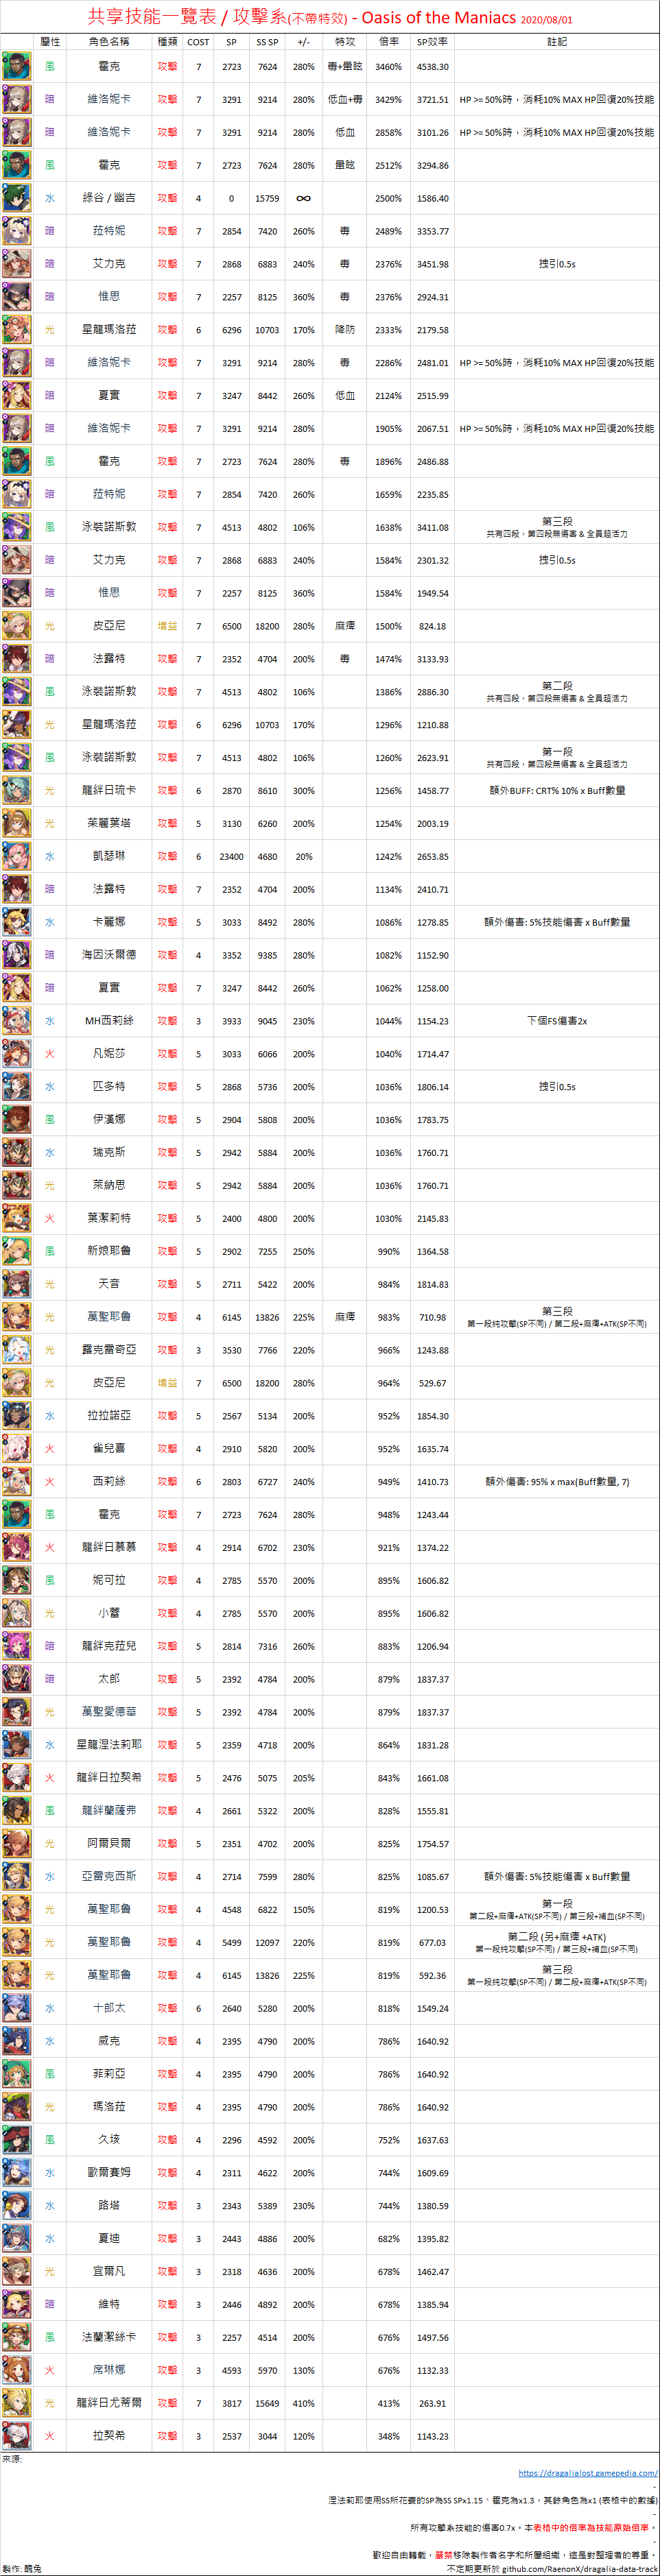 共享技能一覽表 / 攻擊系(不帶特效) - Oasis of the Maniacs 2020/08/01
屬性 角色名稱 種類 COST SP SS SP +/- 特攻 倍率 SP效率 註記
風 霍克 攻擊 7 2723 7624 280% 毒+暈眩 3460% 4538.30
暗 維洛妮卡 攻擊 7 3291 9214 280% 低血+毒 3429% 3721.51 HP >= 50%時，消耗10% MAX HP回復20%技能
暗 維洛妮卡 攻擊 7 3291 9214 280% 低血 2858% 3101.26 HP >= 50%時，消耗10% MAX HP回復20%技能
風 霍克 攻擊 7 2723 7624 280% 暈眩 2512% 3294.86
水 綠谷 / 幽吉 攻擊 4 0 15759 ∞ 2500% 1586.40
暗 菈特妮 攻擊 7 2854 7420 260% 毒 2489% 3353.77
暗 艾力克 攻擊 7 2868 6883 240% 毒 2376% 3451.98 拽引0.5s
暗 惟思 攻擊 7 2257 8125 360% 毒 2376% 2924.31
光 星龍瑪洛菈 攻擊 6 6296 10703 170% 降防 2333% 2179.58
暗 維洛妮卡 攻擊 7 3291 9214 280% 毒 2286% 2481.01 HP >= 50%時，消耗10% MAX HP回復20%技能
暗 夏實 攻擊 7 3247 8442 260% 低血 2124% 2515.99
暗 維洛妮卡 攻擊 7 3291 9214 280% 1905% 2067.51 HP >= 50%時，消耗10% MAX HP回復20%技能
風 霍克 攻擊 7 2723 7624 280% 毒 1896% 2486.88
暗 菈特妮 攻擊 7 2854 7420 260% 1659% 2235.85
風 泳裝諾斯敦 攻擊 7 4513 4802 106% 1638% 3411.08 第三段
共有四段，第四段無傷害 & 全員超活力
暗 艾力克 攻擊 7 2868 6883 240% 1584% 2301.32 拽引0.5s
暗 惟思 攻擊 7 2257 8125 360% 1584% 1949.54
光 皮亞尼 增益 7 6500 18200 280% 麻痺 1500% 824.18
暗 法露特 攻擊 7 2352 4704 200% 毒 1474% 3133.93
風 泳裝諾斯敦 攻擊 7 4513 4802 106% 1386% 2886.30 第二段
共有四段，第四段無傷害 & 全員超活力
光 星龍瑪洛菈 攻擊 6 6296 10703 170% 1296% 1210.88
風 泳裝諾斯敦 攻擊 7 4513 4802 106% 1260% 2623.91 第一段
共有四段，第四段無傷害 & 全員超活力
光 龍絆日琉卡 攻擊 6 2870 8610 300% 1256% 1458.77 額外BUFF: CRT% 10% x Buff數量
光 茱麗葉塔 攻擊 5 3130 6260 200% 1254% 2003.19
水 凱瑟琳 攻擊 6 23400 4680 20% 1242% 2653.85
暗 法露特 攻擊 7 2352 4704 200% 1134% 2410.71
水 卡麗娜 攻擊 5 3033 8492 280% 1086% 1278.85 額外傷害: 5%技能傷害 x Buff數量
暗 海因沃爾德 攻擊 4 3352 9385 280% 1082% 1152.90
暗 夏實 攻擊 7 3247 8442 260% 1062% 1258.00
水 MH西莉絲 攻擊 3 3933 9045 230% 1044% 1154.23 下個FS傷害2x
火 凡妮莎 攻擊 5 3033 6066 200% 1040% 1714.47
水 匹多特 攻擊 5 2868 5736 200% 1036% 1806.14 拽引0.5s
風 伊漢娜 攻擊 5 2904 5808 200% 1036% 1783.75
水 瑞克斯 攻擊 5 2942 5884 200% 1036% 1760.71
光 萊納思 攻擊 5 2942 5884 200% 1036% 1760.71
火 葉潔莉特 攻擊 5 2400 4800 200% 1030% 2145.83
風 新娘耶魯 攻擊 5 2902 7255 250% 990% 1364.58
光 天音 攻擊 5 2711 5422 200% 984% 1814.83
光 萬聖耶魯 攻擊 4 6145 13826 225% 麻痺 983% 710.98 第三段
第一段純攻擊(SP不同) / 第二段+麻痺+ATK(SP不同)
光 露克雷奇亞 攻擊 3 3530 7766 220% 966% 1243.88
光 皮亞尼 增益 7 6500 18200 280% 964% 529.67
水 拉拉諾亞 攻擊 5 2567 5134 200% 952% 1854.30
火 雀兒喜 攻擊 4 2910 5820 200% 952% 1635.74
火 西莉絲 攻擊 6 2803 6727 240% 949% 1410.73 額外傷害: 95% x max(Buff數量, 7)
風 霍克 攻擊 7 2723 7624 280% 948% 1243.44
火 龍絆日慕慕 攻擊 4 2914 6702 230% 921% 1374.22
風 妮可拉 攻擊 4 2785 5570 200% 895% 1606.82
光 小蕾 攻擊 4 2785 5570 200% 895% 1606.82
暗 龍絆克菈兒 攻擊 5 2814 7316 260% 883% 1206.94
暗 太郎 攻擊 5 2392 4784 200% 879% 1837.37
光 萬聖愛德華 攻擊 5 2392 4784 200% 879% 1837.37
水 星龍涅法莉耶 攻擊 5 2359 4718 200% 864% 1831.28
火 龍絆日拉契希 攻擊 5 2476 5075 205% 843% 1661.08
風 龍絆蘭薩弗 攻擊 4 2661 5322 200% 828% 1555.81
光 阿爾貝爾 攻擊 5 2351 4702 200% 825% 1754.57
水 亞雷克西斯 攻擊 4 2714 7599 280% 825% 1085.67 額外傷害: 5%技能傷害 x Buff數量
光 萬聖耶魯 攻擊 4 4548 6822 150% 819% 1200.53 第一段
第二段+麻痺+ATK(SP不同) / 第三段+補血(SP不同)
光 萬聖耶魯 攻擊 4 5499 12097 220% 819% 677.03 第二段 (另+麻痺 +ATK)
第一段純攻擊(SP不同) / 第三段+補血(SP不同)
光 萬聖耶魯 攻擊 4 6145 13826 225% 819% 592.36 第三段
第一段純攻擊(SP不同) / 第二段+麻痺+ATK(SP不同)
水 十郎太 攻擊 6 2640 5280 200% 818% 1549.24
水 威克 攻擊 4 2395 4790 200% 786% 1640.92
風 菲莉亞 攻擊 4 2395 4790 200% 786% 1640.92
光 瑪洛菈 攻擊 4 2395 4790 200% 786% 1640.92
風 久垓 攻擊 4 2296 4592 200% 752% 1637.63
水 歐爾賽姆 攻擊 4 2311 4622 200% 744% 1609.69
水 路塔 攻擊 3 2343 5389 230% 744% 1380.59
水 夏迪 攻擊 3 2443 4886 200% 682% 1395.82
光 宜爾凡 攻擊 3 2318 4636 200% 678% 1462.47
暗 維特 攻擊 3 2446 4892 200% 678% 1385.94
風 法蘭潔絲卡 攻擊 3 2257 4514 200% 676% 1497.56
火 席琳娜 攻擊 3 4593 5970 130% 676% 1132.33
光 龍絆日尤蒂爾 攻擊 7 3817 15649 410% 413% 263.91
火 拉契希 攻擊 3 2537 3044 120% 348% 1143.23
來源:
https://dragalialost.gamepedia.com/
-
涅法莉耶使用SS所花費的SP為SS SPx1.15、霍克為x1.3，其餘角色為x1 (表格中的數據)
-
所有攻擊系技能的傷害0.7x。本表格中的倍率為技能原始倍率。
-
歡迎自由轉載，嚴禁移除製作者名字和所屬組織，這是對整理者的尊重。
製作: 醜兔 不定期更新於 github.com/RaenonX/dragalia-data-track